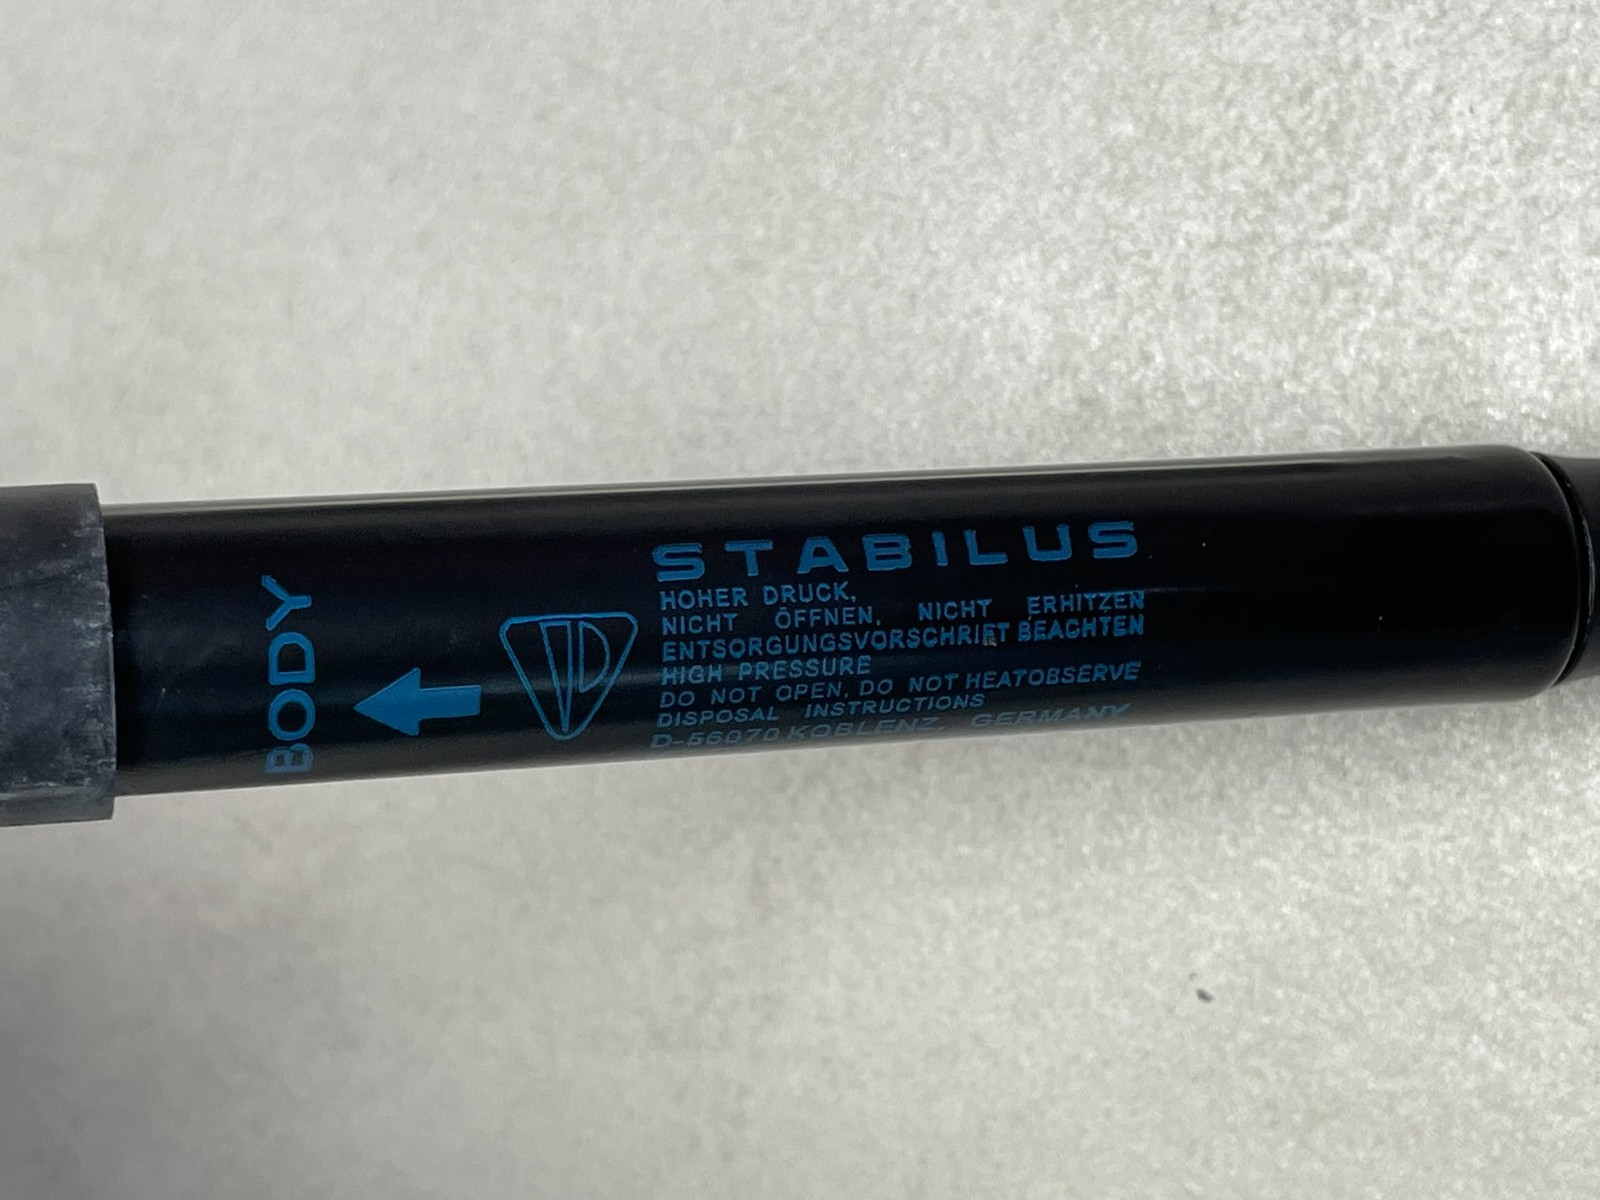 BODY
STABILUS
HOHER DRUCK,
NICHT ÖFFNEN, NICHT ERHITZEN
ENTSORGUNGSVORSCHRIFT BEACHTEN
HIGH PRESSURE
DO NOT OPEN, DO NOT HEATOBSERVE
DISPOSAL INSTRUCTIONS
D-56070 KOBLENZ, GERMANY